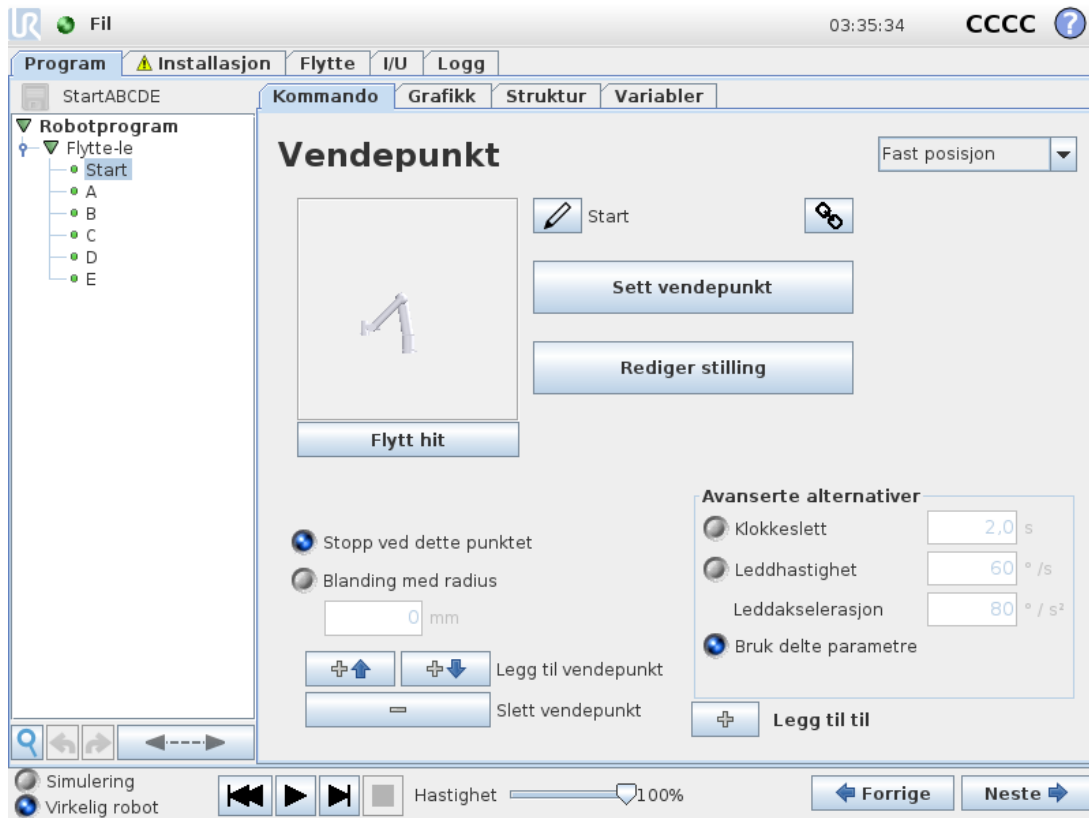 UR Fil 03:35:34 CCCC ?
Program Installasjon Flytte I/U Logg
StartABCDE
Kommando Grafikk Struktur Variabler
Robotprogram
Flytte-le
Start
A
B
C
D
E
Vendepunkt
Fast posisjon
Start
Sett vendepunkt
Rediger stilling
Flytt hit
Stopp ved dette punktet
Blanding med radius
0 mm
Legg til vendepunkt
Slett vendepunkt
Avanserte alternativer
Klokkeslett 2,0 s
Leddhastighet 60 ° /s
Leddakselerasjon 80 ° / s²
Bruk delte parametre
Legg til til
Simulering
Virkelig robot
Hastighet 100%
Forrige
Neste